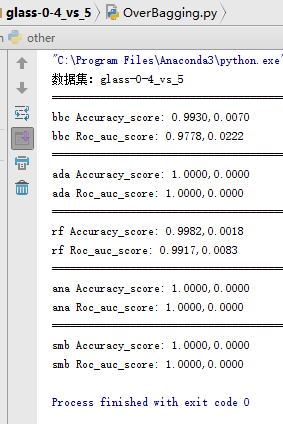 glass-0-4_vs_5 OverBagging.py
other
"C:\Program Files\Anaconda3\python.exe"
数据集: glass-0-4_vs_5
bbc Accuracy_score: 0.9930,0.0070
bbc Roc_auc_score: 0.9778,0.0222
ada Accuracy_score: 1.0000,0.0000
ada Roc_auc_score: 1.0000,0.0000
rf Accuracy_score: 0.9982,0.0018
rf Roc_auc_score: 0.9917,0.0083
ana Accuracy_score: 1.0000,0.0000
ana Roc_auc_score: 1.0000,0.0000
smb Accuracy_score: 1.0000,0.0000
smb Roc_auc_score: 1.0000,0.0000
Process finished with exit code 0